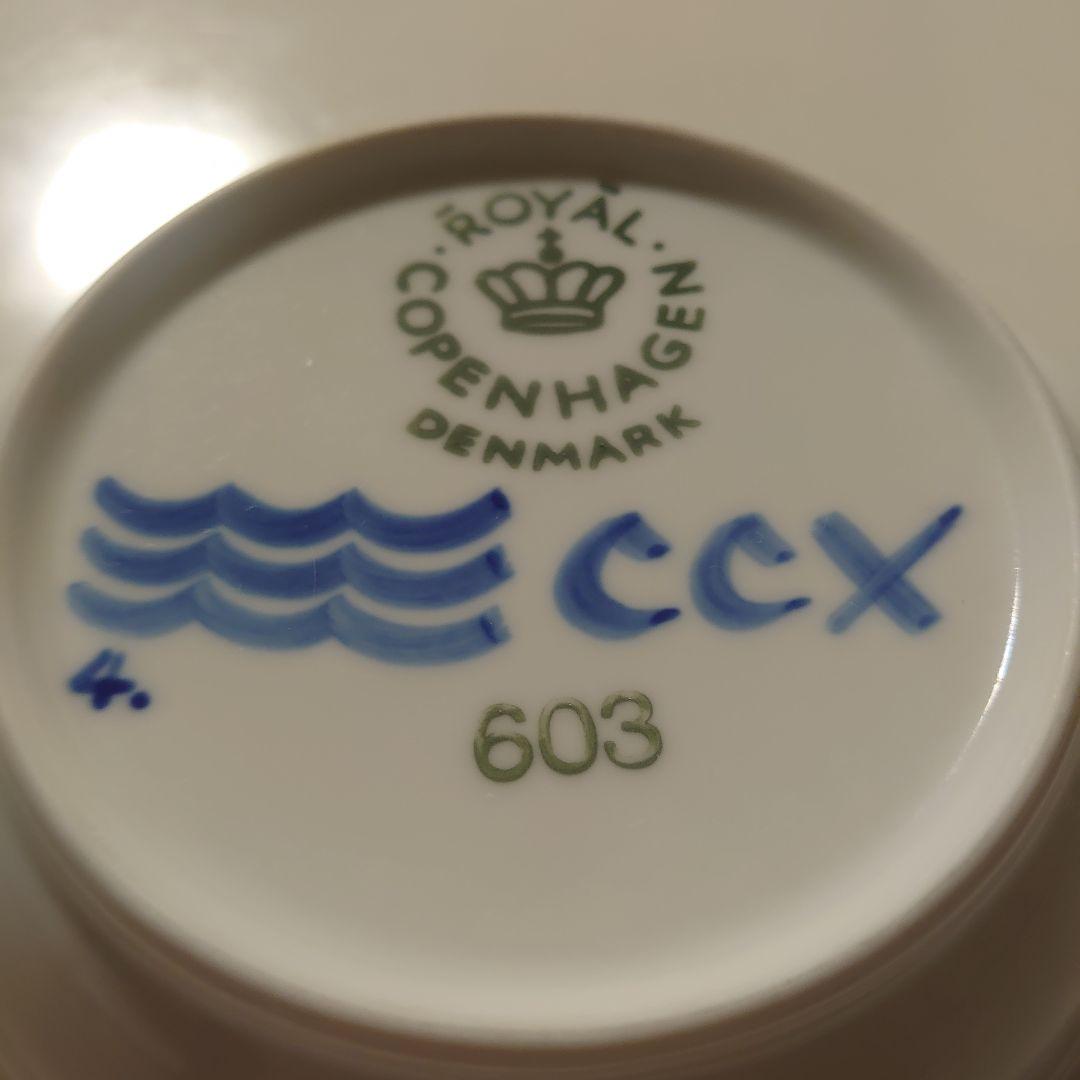 ROYAL
COPENHAGEN
DENMARK
CCX
4.
603